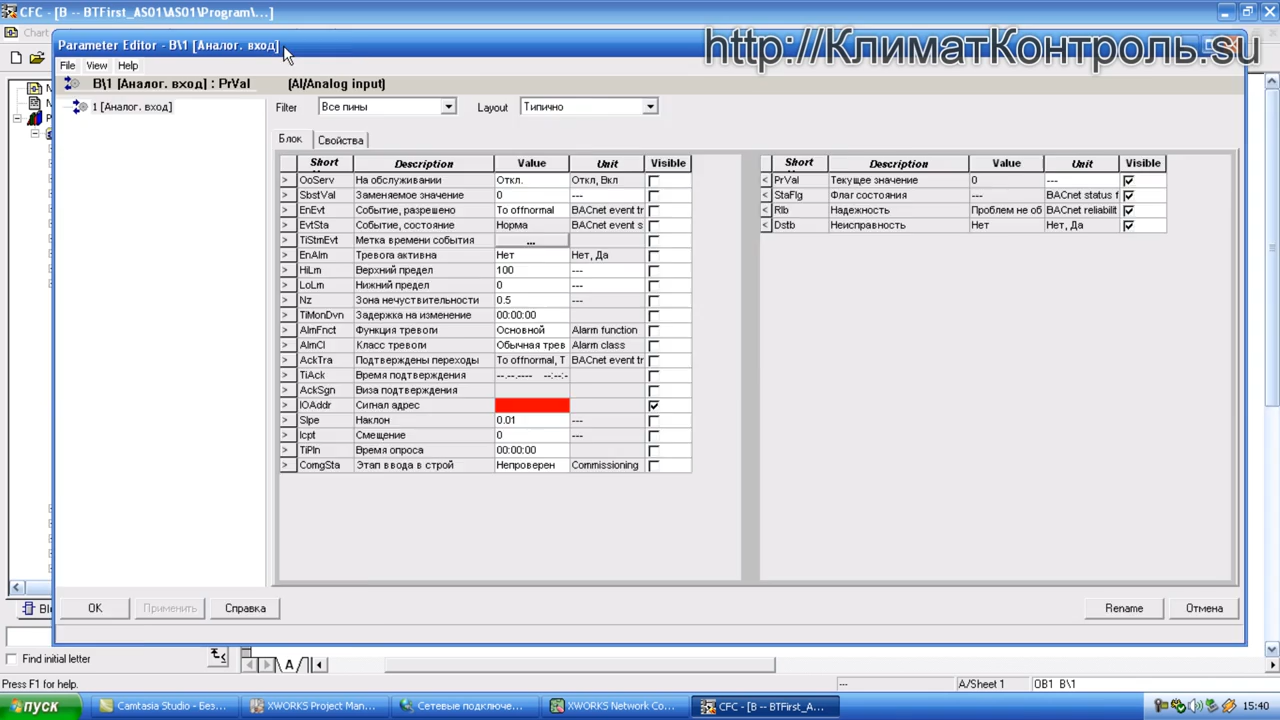 CFC - [B -- BTFirst_AS01\AS01\Program\...]
Chart
Parameter Editor - B\1 [Аналог. вход]
http://КлиматКонтроль.su
File View Help
B\1 [Аналог. вход] : PrVal (AI/Analog input)
1 [Аналог. вход]
Filter Все пины Layout Типично
Блок Свойства
Short Description Value Unit Visible
OoServ На обслуживании Откл. Откл, Вкл
SbstVal Заменяемое значение 0 ---
EnEvt Событие, разрешено To offnormal BACnet event tr
EvtSta Событие, состояние Норма BACnet event s
TiStmEvt Метка времени события ...
EnAlm Тревога активна Нет Нет, Да
HiLm Верхний предел 100 ---
LoLm Нижний предел 0 ---
Nz Зона нечуствительности 0.5 ---
TiMonDvn Задержка на изменение 00:00:00
AlmFnct Функция тревоги Основной Alarm function
AlmCl Класс тревоги Обычная трев Alarm class
AckTra Подтверждены переходы To offnormal, T BACnet event tr
TiAck Время подтверждения --.--.---- --:--:-
AckSgn Виза подтверждения
IOAddr Сигнал адрес
Slpe Наклон 0.01 ---
Icpt Смещение 0 ---
TiPln Время опроса 00:00:00
ComgSta Этап ввода в строй Непроверен Commissioning
Short Description Value Unit Visible
PrVal Текущее значение 0 ---
StaFlg Флаг состояния --- BACnet status f
Rlb Надежность Проблем не об BACnet reliabilit
Dstb Неисправность Нет Нет, Да
OK Применить Справка Rename Отмена
Bl
Find initial letter
A
Press F1 for help. --- A/Sheet 1 OB1 B\1
пуск Camtasia Studio - Без... XWORKS Project Man... Сетевые подключе... XWORKS Network Co... CFC - [B -- BTFirst_A... 15:40